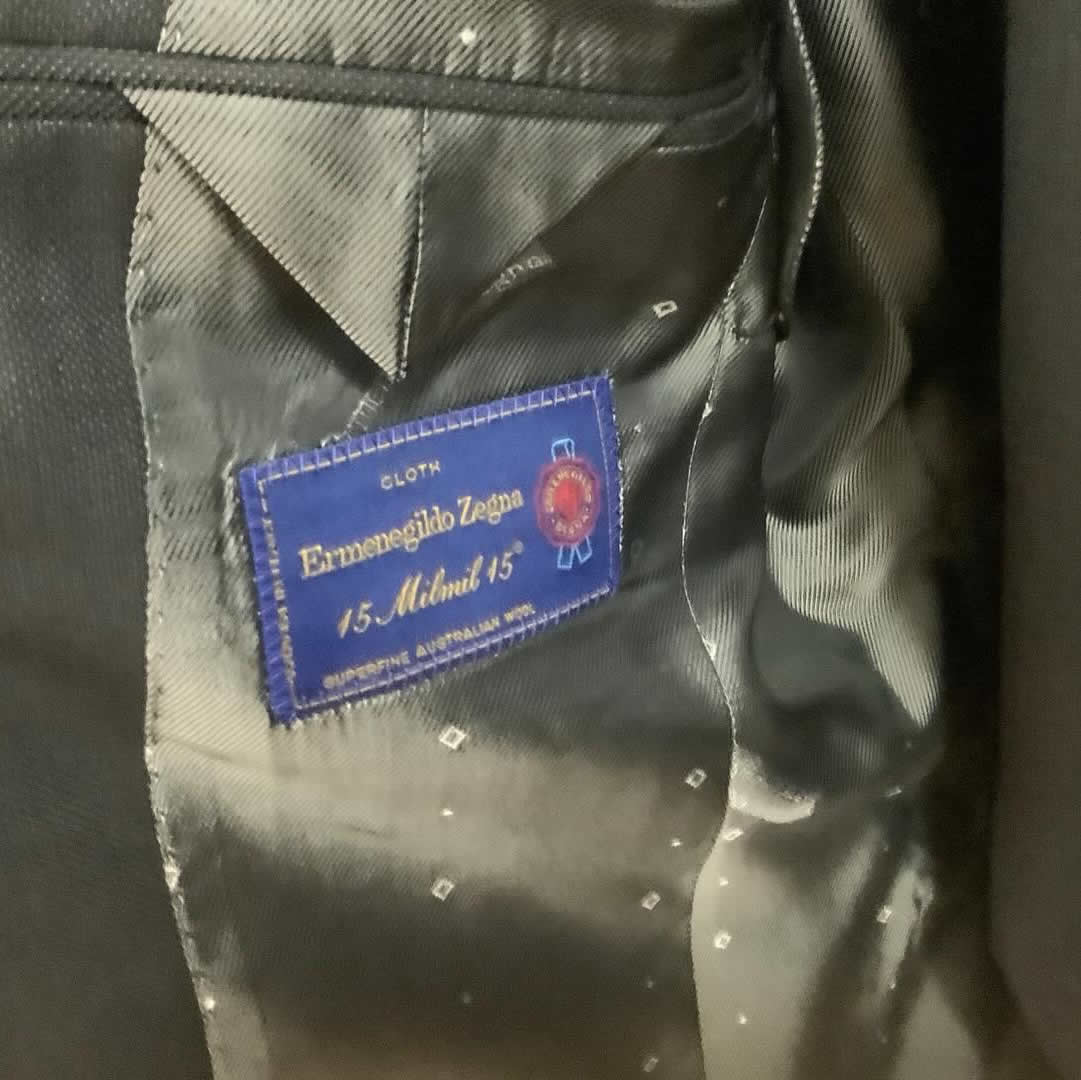 CLOTH
Ermenegildo Zegna
15 Milmil 15®
SUPERFINE AUSTRALIAN WOOL